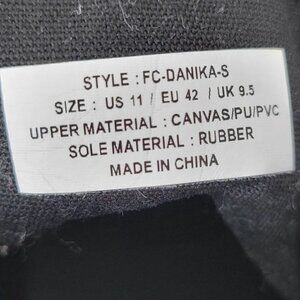 STYLE : FC-DANIKA-S
SIZE : US 11 / EU 42 / UK 9.5
UPPER MATERIAL : CANVAS/PU/PVC
SOLE MATERIAL : RUBBER
MADE IN CHINA